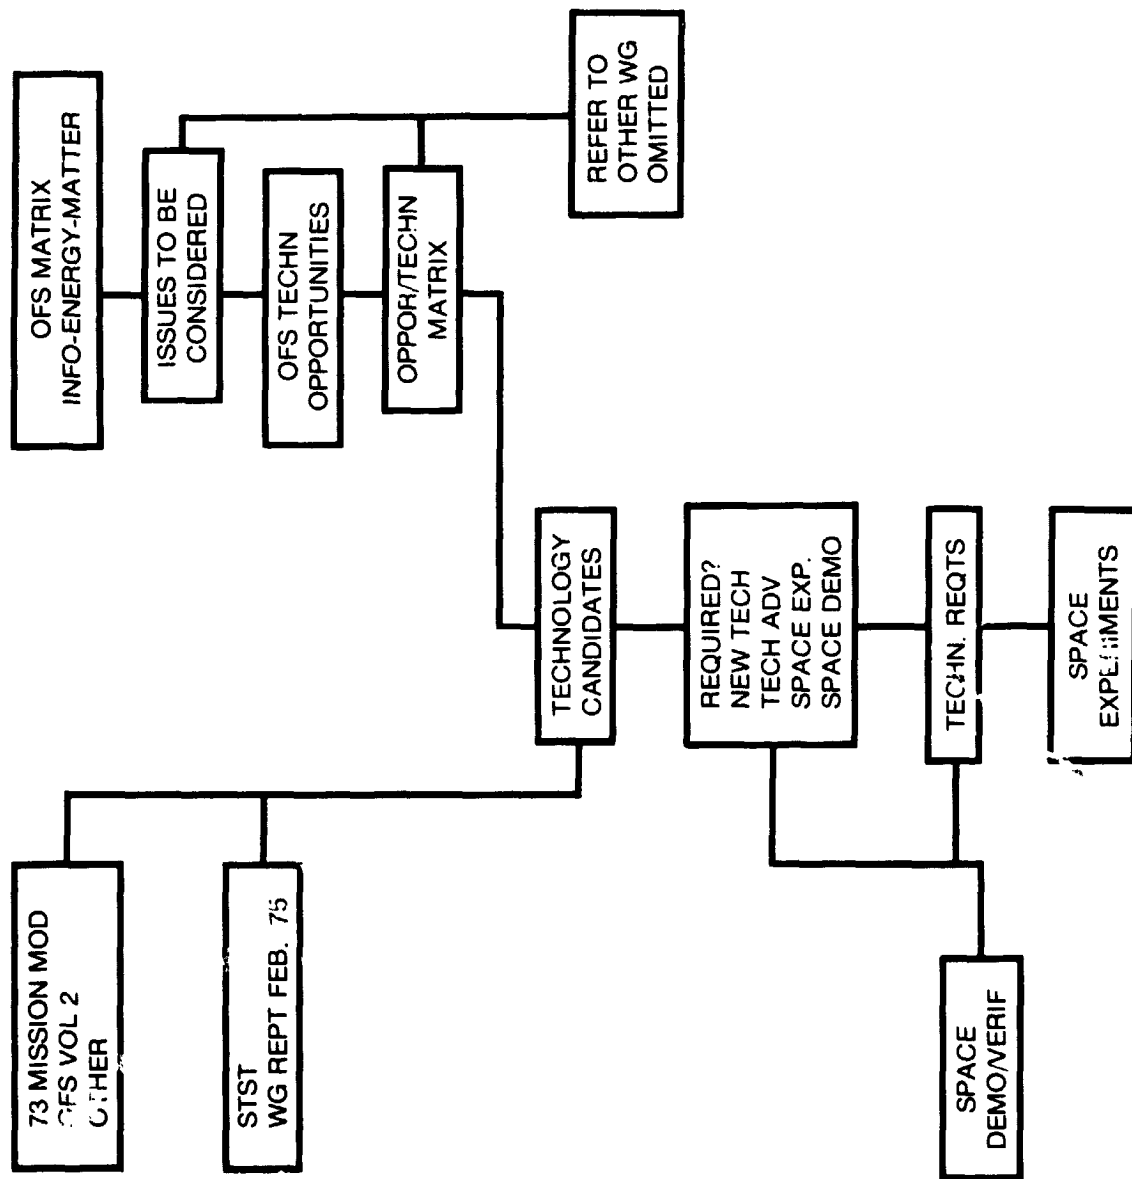 OFS MATRIX
INFO-ENERGY-MATTER
ISSUES TO BE
CONSIDERED
OFS TECHN
OPPORTUNITIES
OPPOR/TECHN
MATRIX
REFER TO
OTHER WG
OMITTED
73 MISSION MOD
OFS VOL 2
OTHER
STST
WG REPT FEB. 75
TECHNOLOGY
CANDIDATES
REQUIRED?
NEW TECH
TECH ADV
SPACE EXP.
SPACE DEMO
TECHN. REQTS
SPACE
EXPERIMENTS
SPACE
DEMO/VERIF